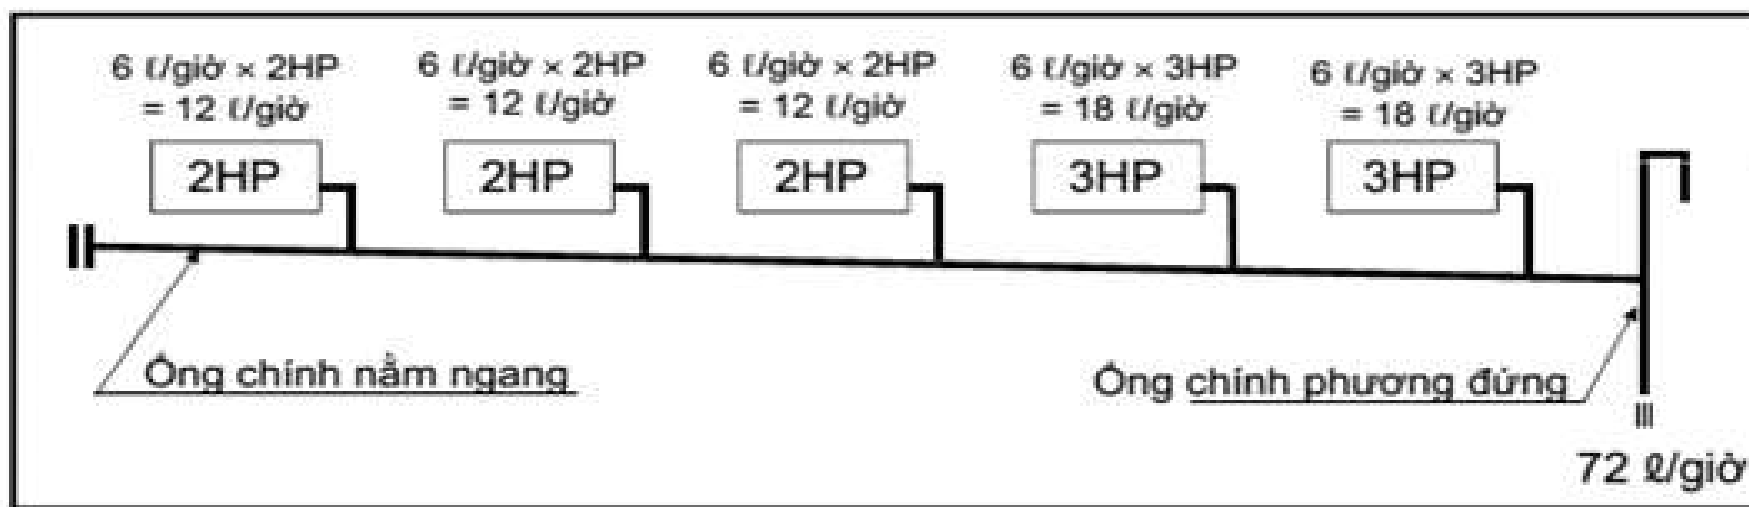 6 ℓ/giờ × 2HP
= 12 ℓ/giờ
6 ℓ/giờ × 2HP
= 12 ℓ/giờ
6 ℓ/giờ × 2HP
= 12 ℓ/giờ
6 ℓ/giờ × 3HP
= 18 ℓ/giờ
6 ℓ/giờ × 3HP
= 18 ℓ/giờ
2HP
2HP
2HP
3HP
3HP
Ông chính nằm ngang
Ông chính phương đứng
72 ℓ/giờ